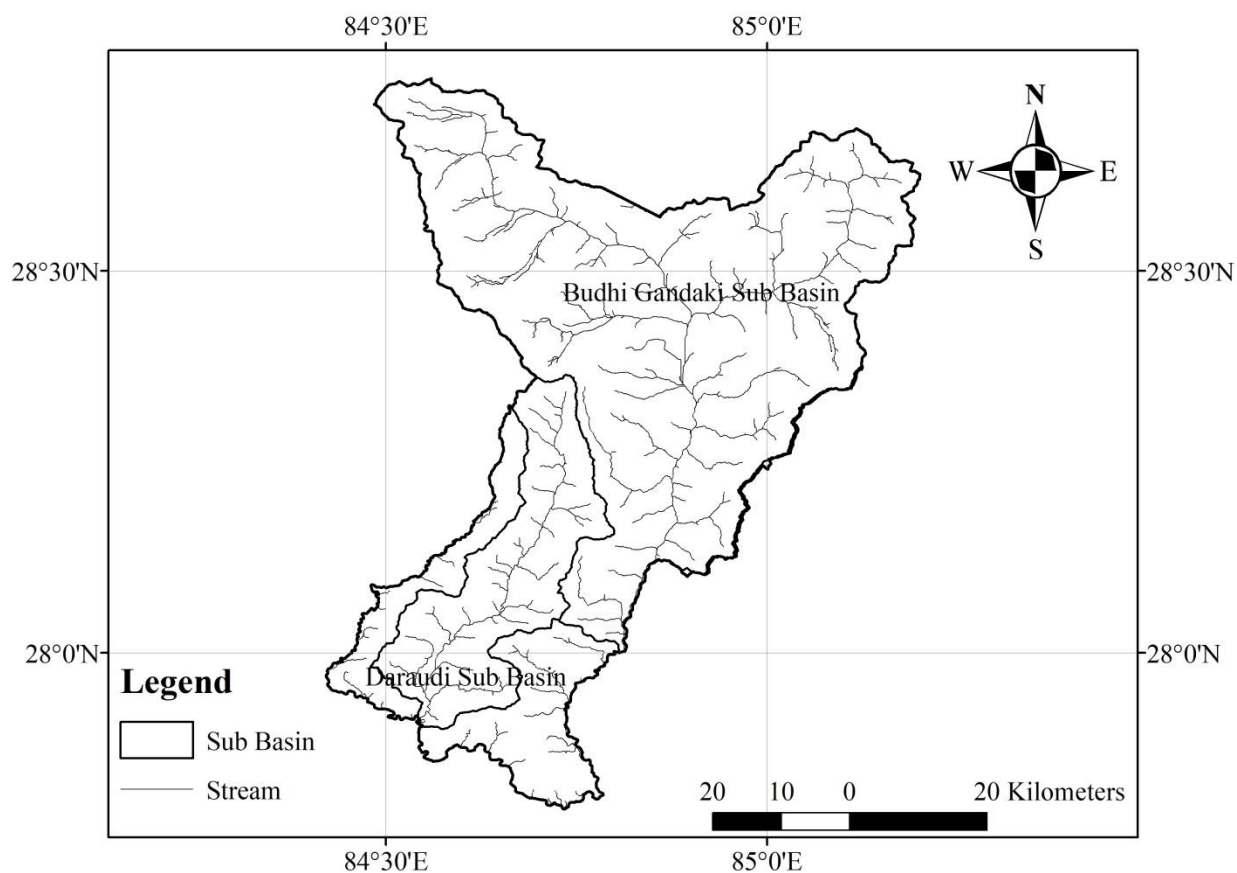 84°30'E 85°0'E
N
W E
S
28°30'N 28°30'N
Budhi Gandaki Sub Basin
28°0'N 28°0'N
Daraudi Sub Basin
Legend
Sub Basin
Stream
20 10 0 20 Kilometers
84°30'E 85°0'E